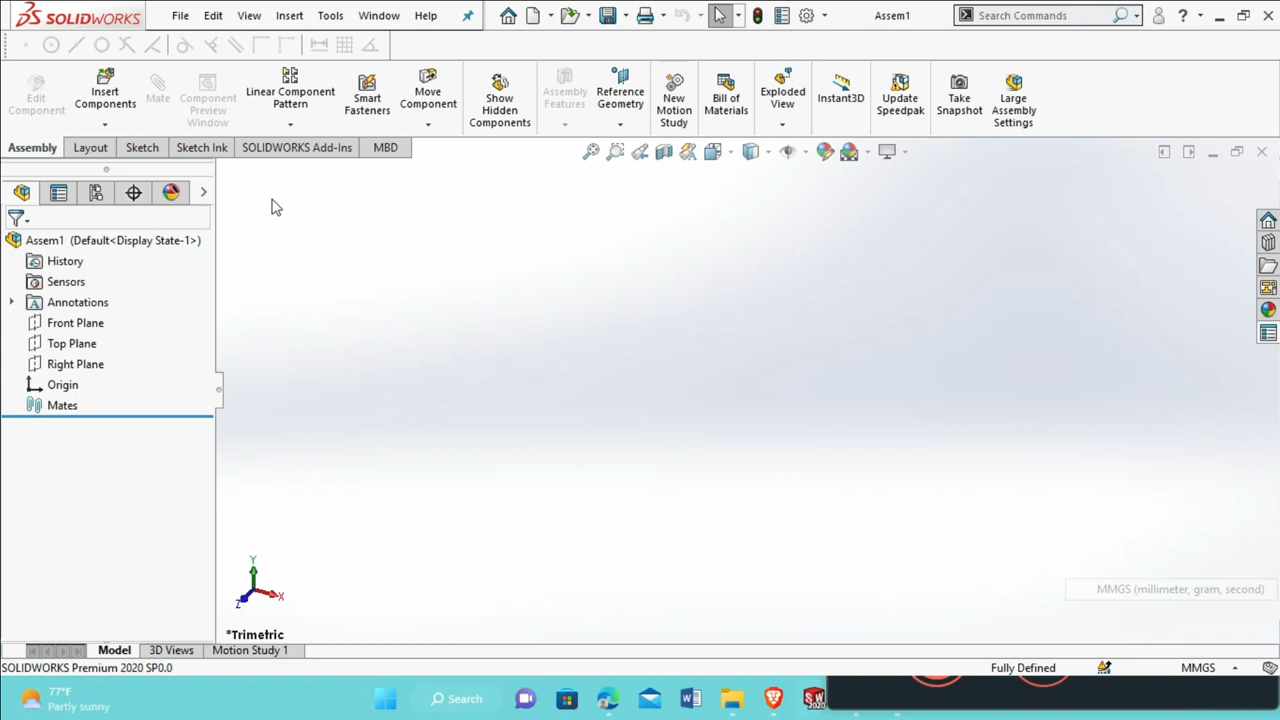 SOLIDWORKS File Edit View Insert Tools Window Help Assem1 Search Commands ?
Edit Component
Insert Components
Mate
Component Preview Window
Linear Component Pattern
Smart Fasteners
Move Component
Show Hidden Components
Assembly Features
Reference Geometry
New Motion Study
Bill of Materials
Exploded View
Instant3D
Update Speedpak
Take Snapshot
Large Assembly Settings
Assembly Layout Sketch Sketch Ink SOLIDWORKS Add-Ins MBD
Assem1 (Default<Display State-1>)
History
Sensors
Annotations
Front Plane
Top Plane
Right Plane
Origin
Mates
Y
X
Z
MMGS (millimeter, gram, second)
*Trimetric
Model 3D Views Motion Study 1
SOLIDWORKS Premium 2020 SP0.0 Fully Defined MMGS
77°F
Partly sunny
Search
SW
2020